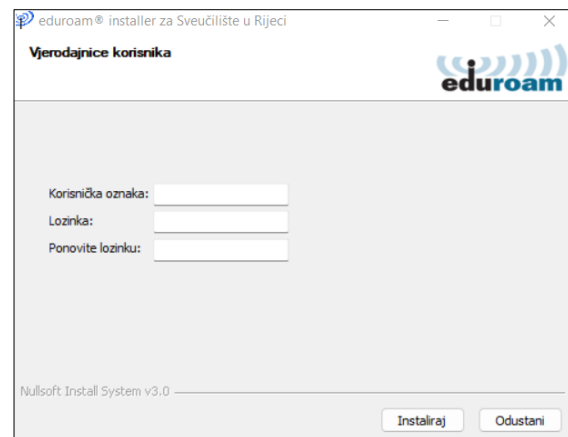 eduroam® installer za Sveučilište u Rijeci
Vjerodajnice korisnika
eduroam
Korisnička oznaka:
Lozinka:
Ponovite lozinku:
Nullsoft Install System v3.0
Instaliraj Odustani